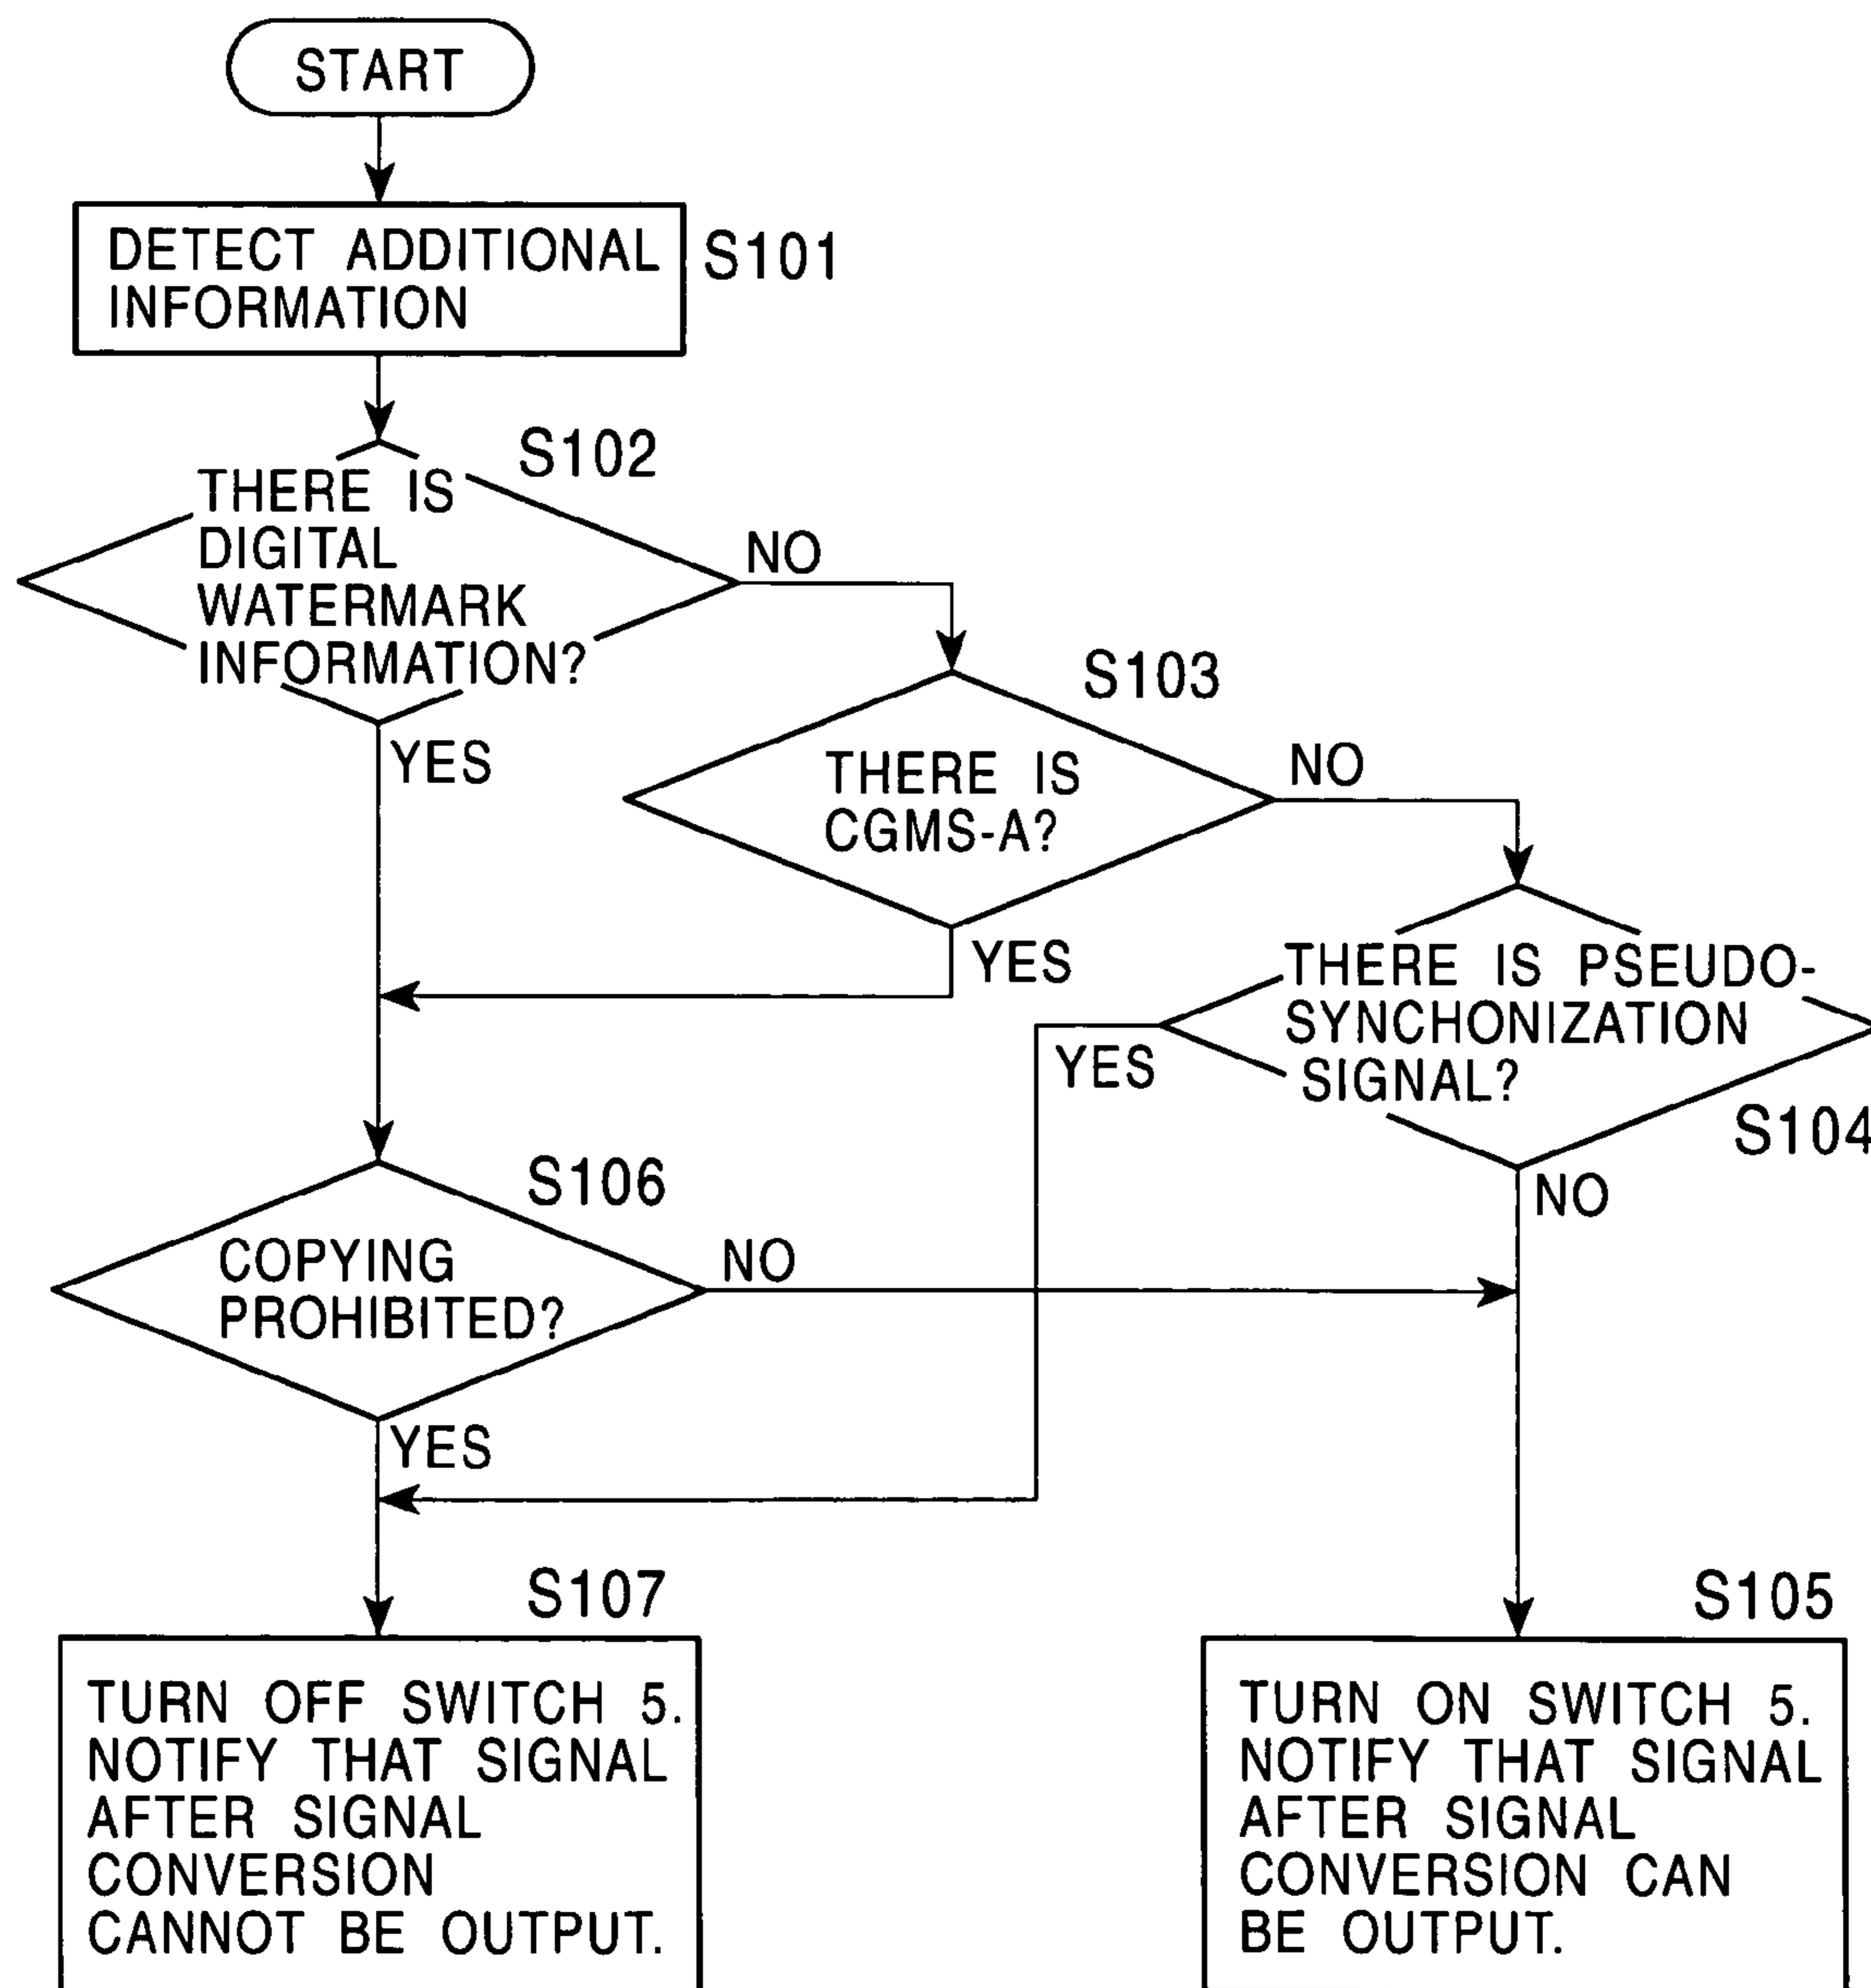 START
DETECT ADDITIONAL
INFORMATION
S101
S102
THERE IS
DIGITAL
WATERMARK
INFORMATION?
NO
YES
S103
THERE IS
CGMS-A?
NO
YES
THERE IS PSEUDO-
SYNCHONIZATION
SIGNAL?
YES
S104
NO
S106
COPYING
PROHIBITED?
NO
YES
S107
TURN OFF SWITCH 5.
NOTIFY THAT SIGNAL
AFTER SIGNAL
CONVERSION
CANNOT BE OUTPUT.
S105
TURN ON SWITCH 5.
NOTIFY THAT SIGNAL
AFTER SIGNAL
CONVERSION CAN
BE OUTPUT.